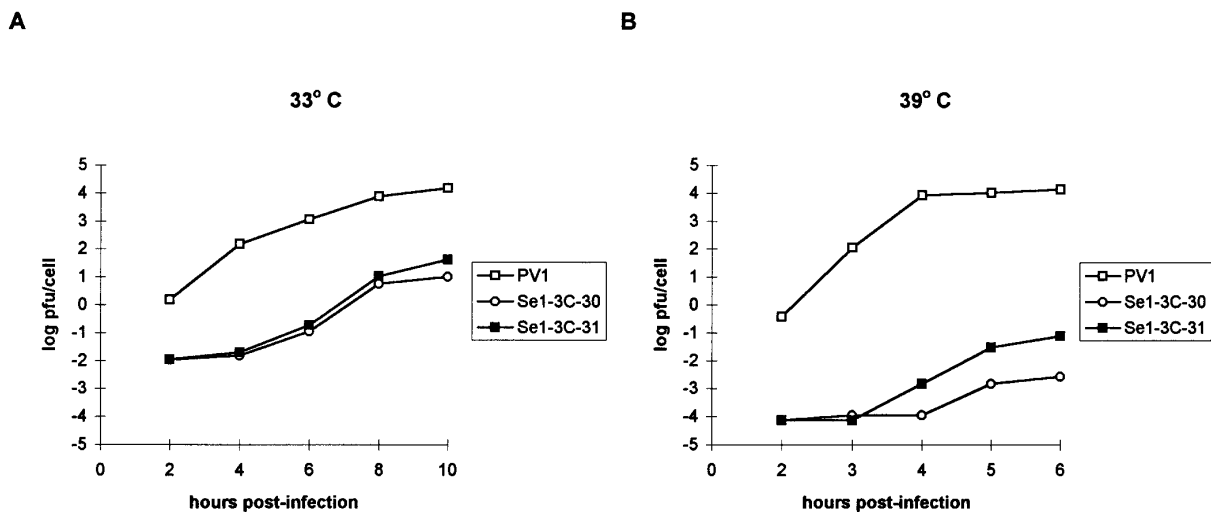 A
33° C
5
4
3
2
1
0
-1
-2
-3
-4
-5
log pfu/cell
0 2 4 6 8 10
hours post-infection
PV1
Se1-3C-30
Se1-3C-31
B
39° C
5
4
3
2
1
0
-1
-2
-3
-4
-5
log pfu/cell
0 2 3 4 5 6
hours post-infection
PV1
Se1-3C-30
Se1-3C-31